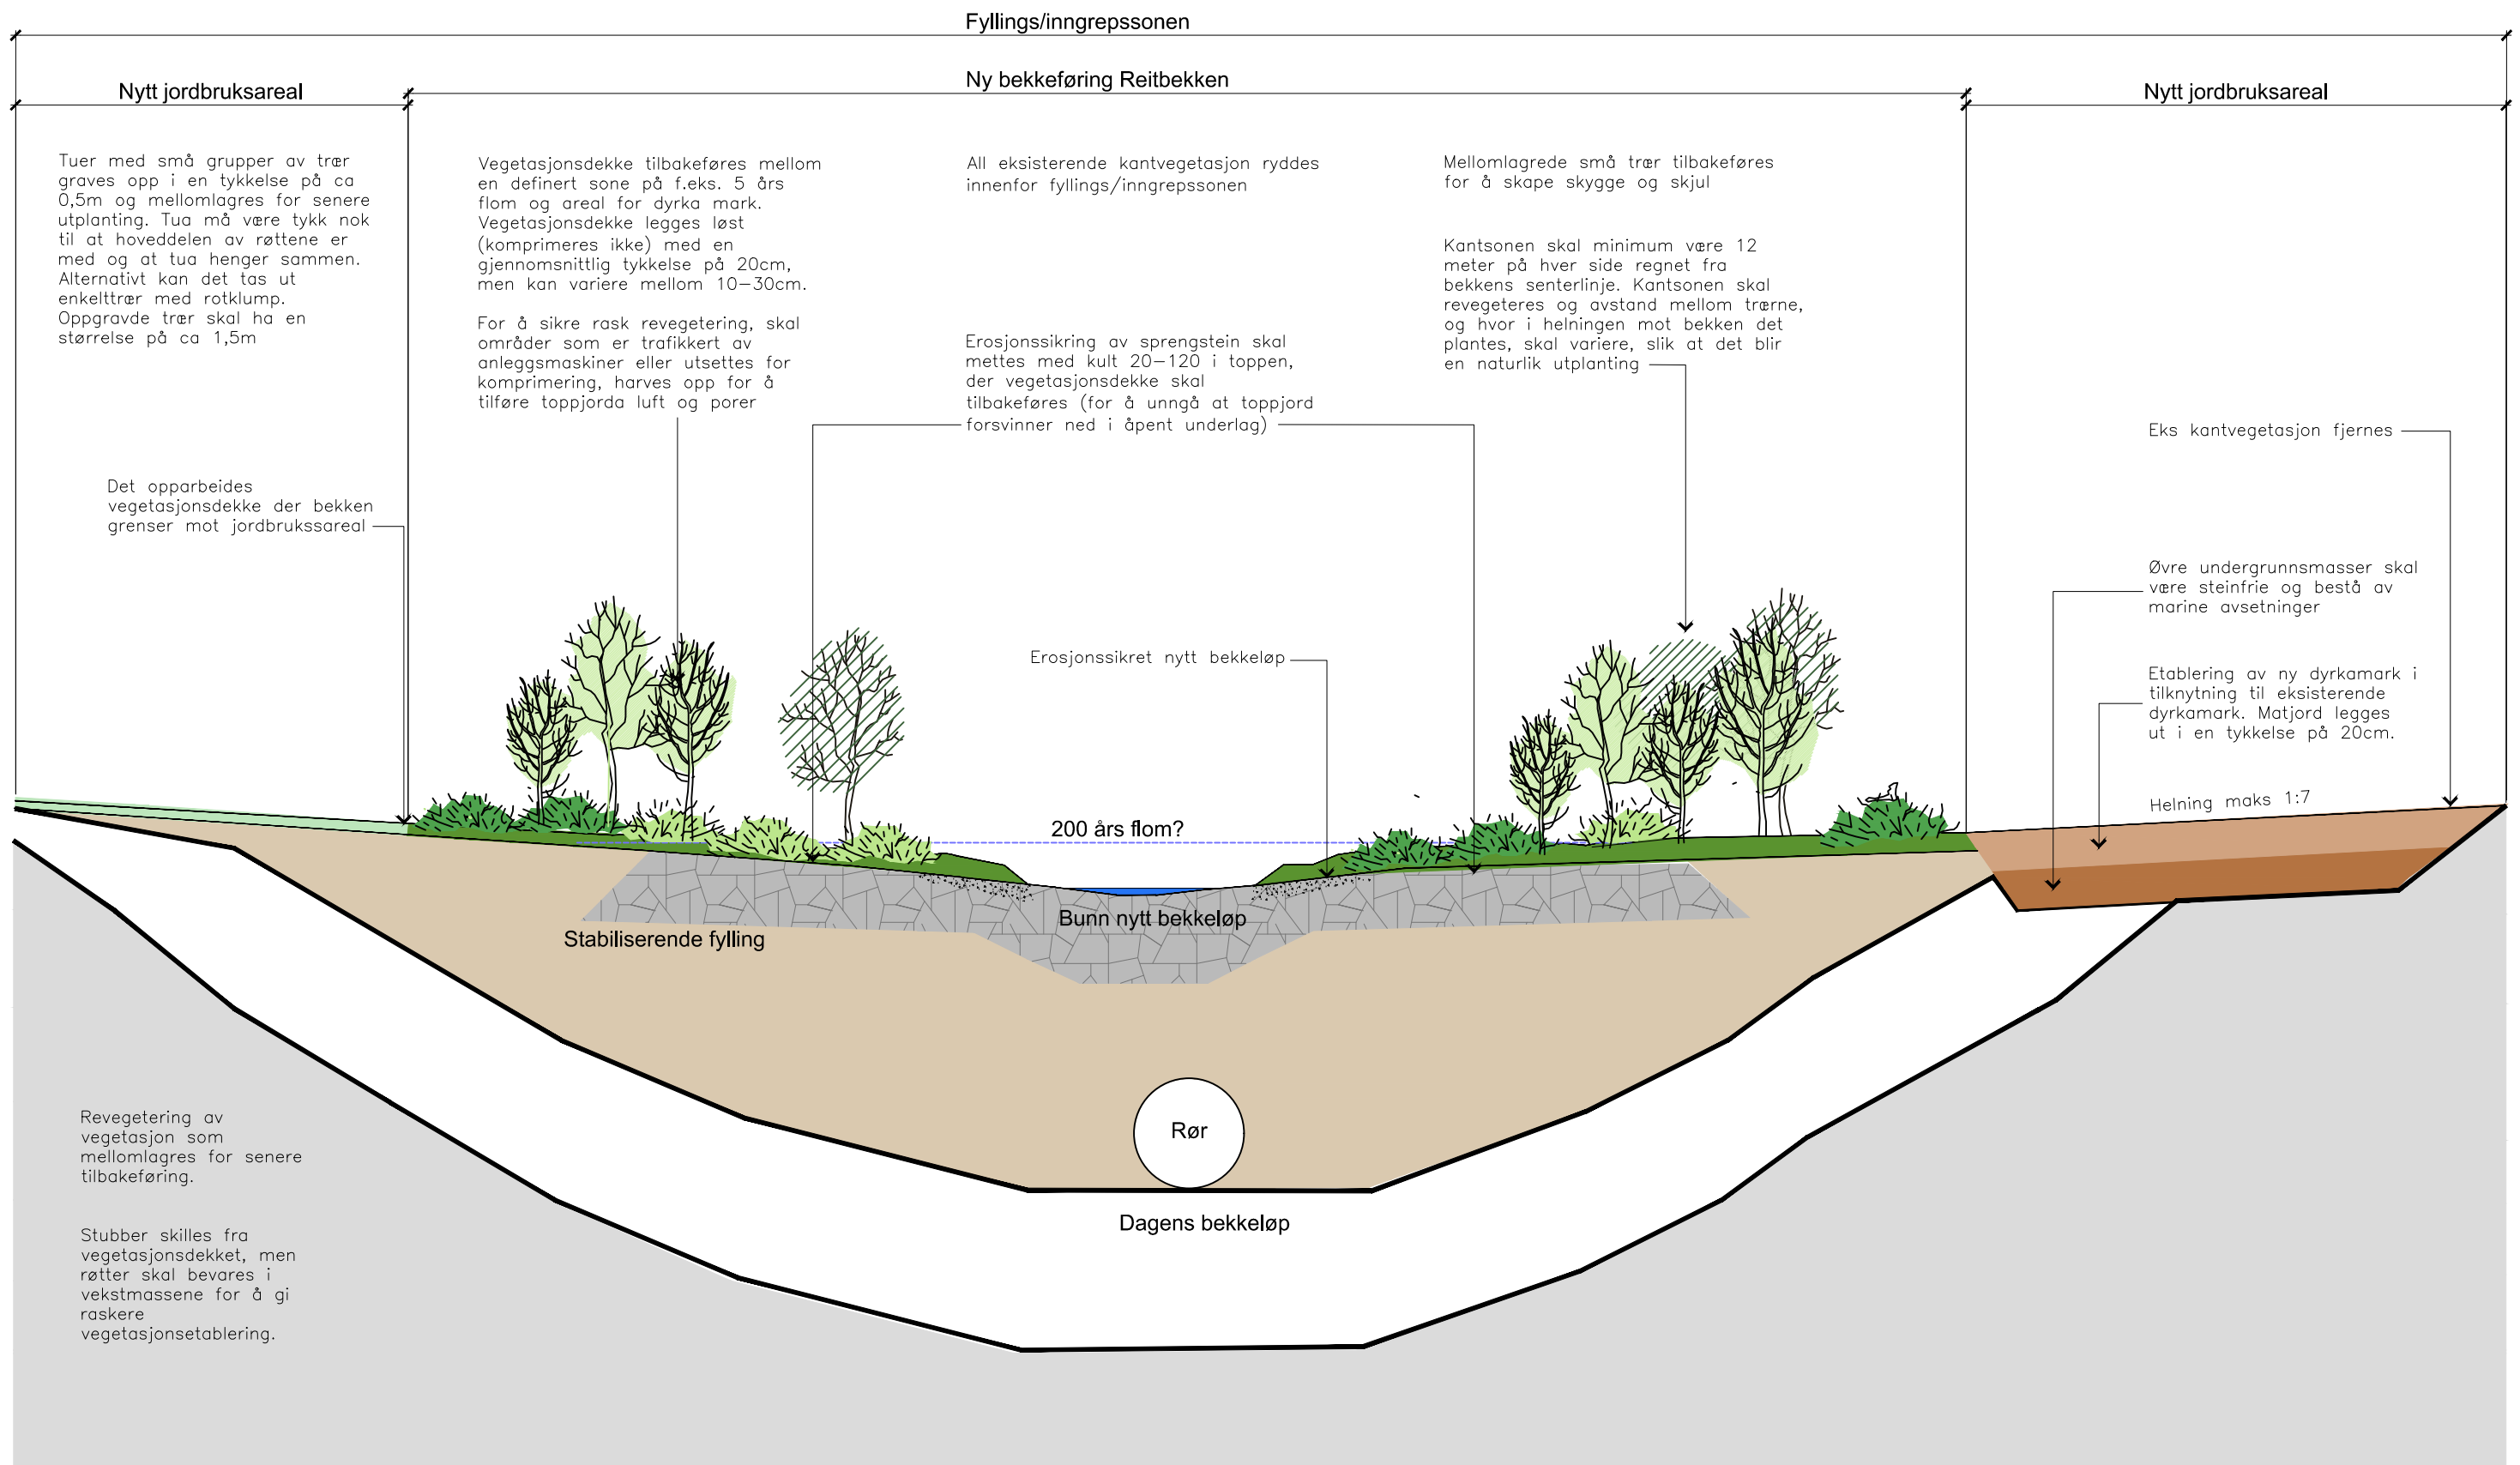 Fyllings/inngrepssonen
Nytt jordbruksareal
Ny bekkeføring Reitbekken
Nytt jordbruksareal
Tuer med små grupper av trær
graves opp i en tykkelse på ca
0,5m og mellomlagres for senere
utplanting. Tua må være tykk nok
til at hoveddelen av røttene er
med og at tua henger sammen.
Alternativt kan det tas ut
enkelttrær med rotklump.
Oppgravde trær skal ha en
størrelse på ca 1,5m
Vegetasjonsdekke tilbakeføres mellom
en definert sone på f.eks. 5 års
flom og areal for dyrka mark.
Vegetasjonsdekke legges løst
(komprimeres ikke) med en
gjennomsnittlig tykkelse på 20cm,
men kan variere mellom 10–30cm.
For å sikre rask revegetering, skal
områder som er trafikkert av
anleggsmaskiner eller utsettes for
komprimering, harves opp for å
tilføre toppjorda luft og porer
All eksisterende kantvegetasjon ryddes
innenfor fyllings/inngrepssonen
Erosjonssikring av sprengstein skal
mettes med kult 20–120 i toppen,
der vegetasjonsdekke skal
tilbakeføres (for å unngå at toppjord
forsvinner ned i åpent underlag)
Mellomlagrede små trær tilbakeføres
for å skape skygge og skjul
Kantsonen skal minimum være 12
meter på hver side regnet fra
bekkens senterlinje. Kantsonen skal
revegeteres og avstand mellom trærne,
og hvor i helningen mot bekken det
plantes, skal variere, slik at det blir
en naturlik utplanting
Eks kantvegetasjon fjernes
Det opparbeides
vegetasjonsdekke der bekken
grenser mot jordbrukssareal
Øvre undergrunnsmasser skal
være steinfrie og bestå av
marine avsetninger
Erosjonssikret nytt bekkeløp
Etablering av ny dyrkamark i
tilknytning til eksisterende
dyrkamark. Matjord legges
ut i en tykkelse på 20cm.
Helning maks 1:7
200 års flom?
Bunn nytt bekkeløp
Stabiliserende fylling
Rør
Dagens bekkeløp
Revegetering av
vegetasjon som
mellomlagres for senere
tilbakeføring.
Stubber skilles fra
vegetasjonsdekket, men
røtter skal bevares i
vekstmassene for å gi
raskere
vegetasjonsetablering.